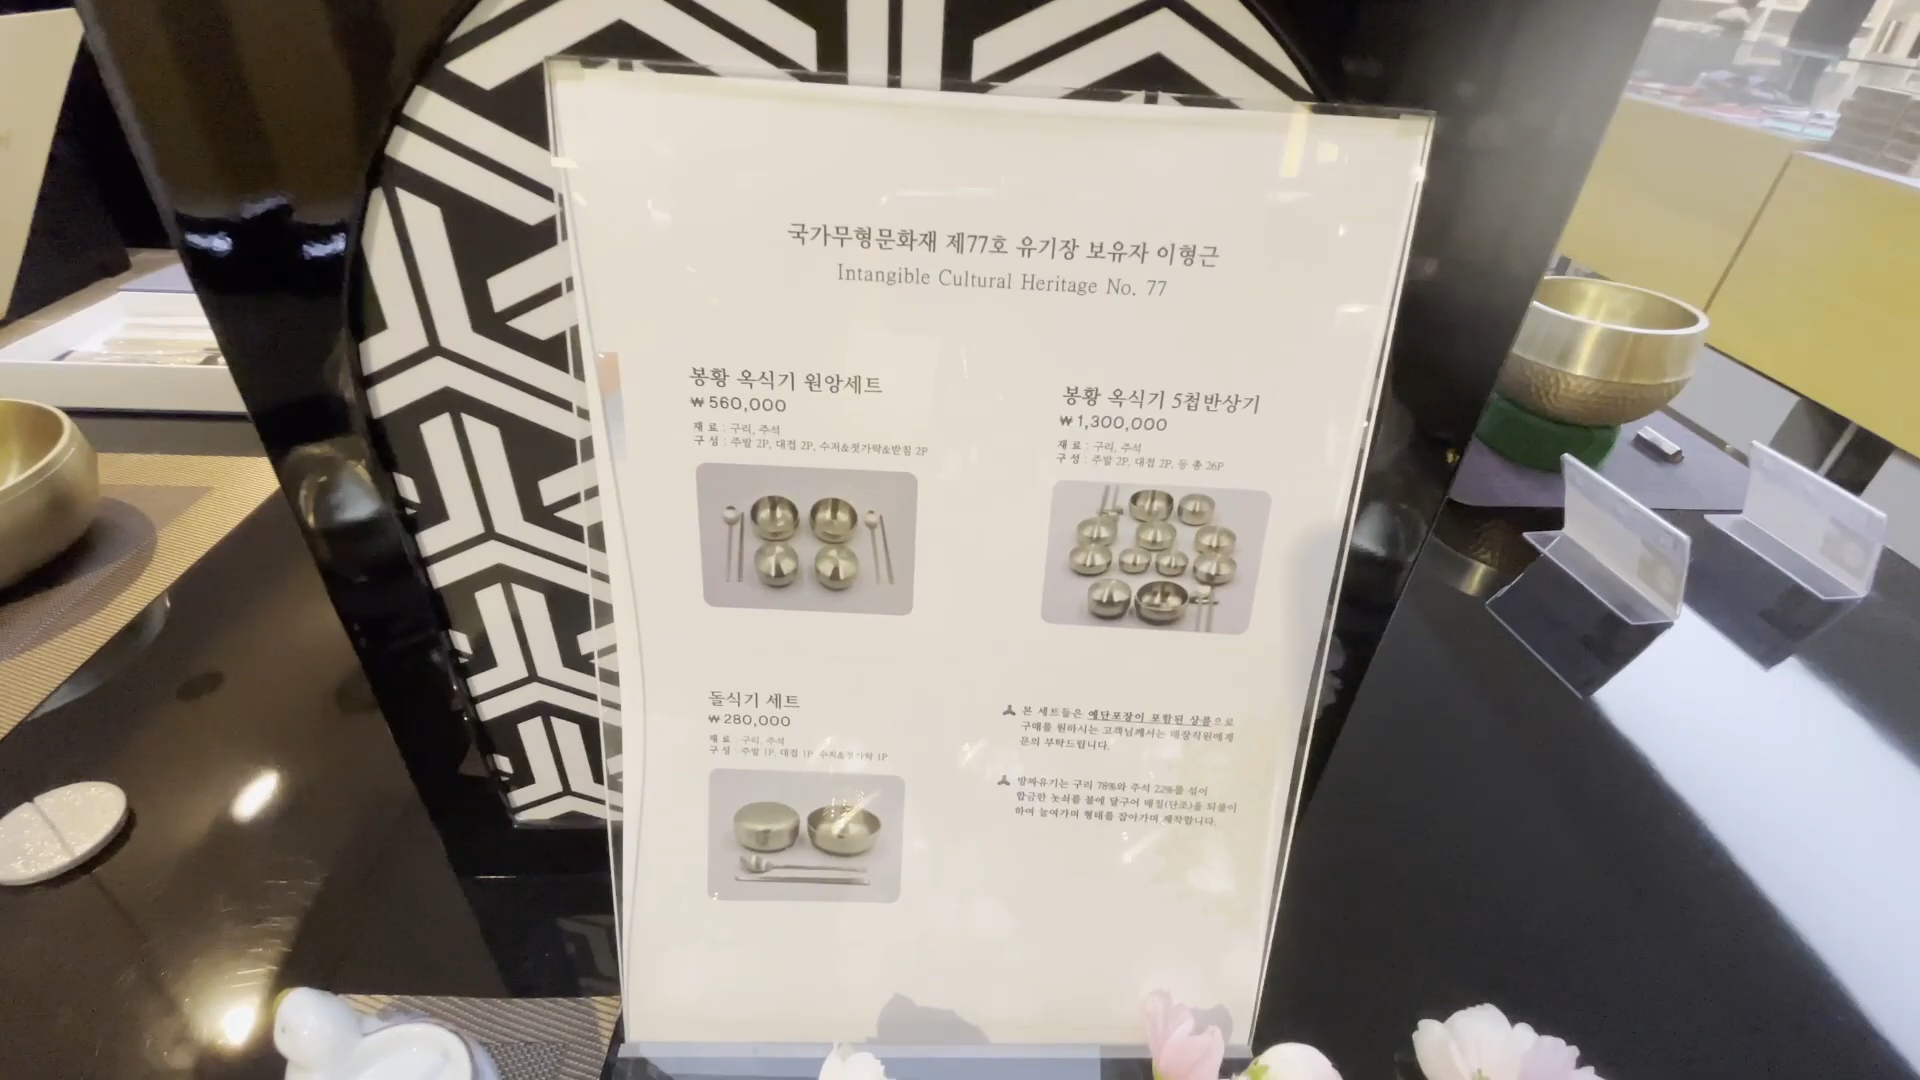 국가무형문화재 제77호 유기장 보유자 이형근
Intangible Cultural Heritage No. 77
봉황 옥식기 원앙세트
₩560,000
재 료 : 구리, 주석
구 성 : 주발 2P, 대접 2P, 수저&젓가락&받침 2P
봉황 옥식기 5첩반상기
₩1,300,000
재 료 : 구리, 주석
구 성 : 주발 2P, 대접 2P, 등 총 26P
돌식기 세트
₩280,000
재 료 : 구리, 주석
구 성 : 주발 1P, 대접 1P, 수저&젓가락 1P
본 세트들은 예단포장이 포함된 상품으로
구매를 원하시는 고객님께서는 매장직원에게
문의 부탁드립니다.
방짜유기는 구리 78%와 주석 22%를 섞어
합금한 놋쇠를 불에 달구어 매질(단조)을 되풀이
하여 늘여가며 형태를 잡아가며 제작합니다.